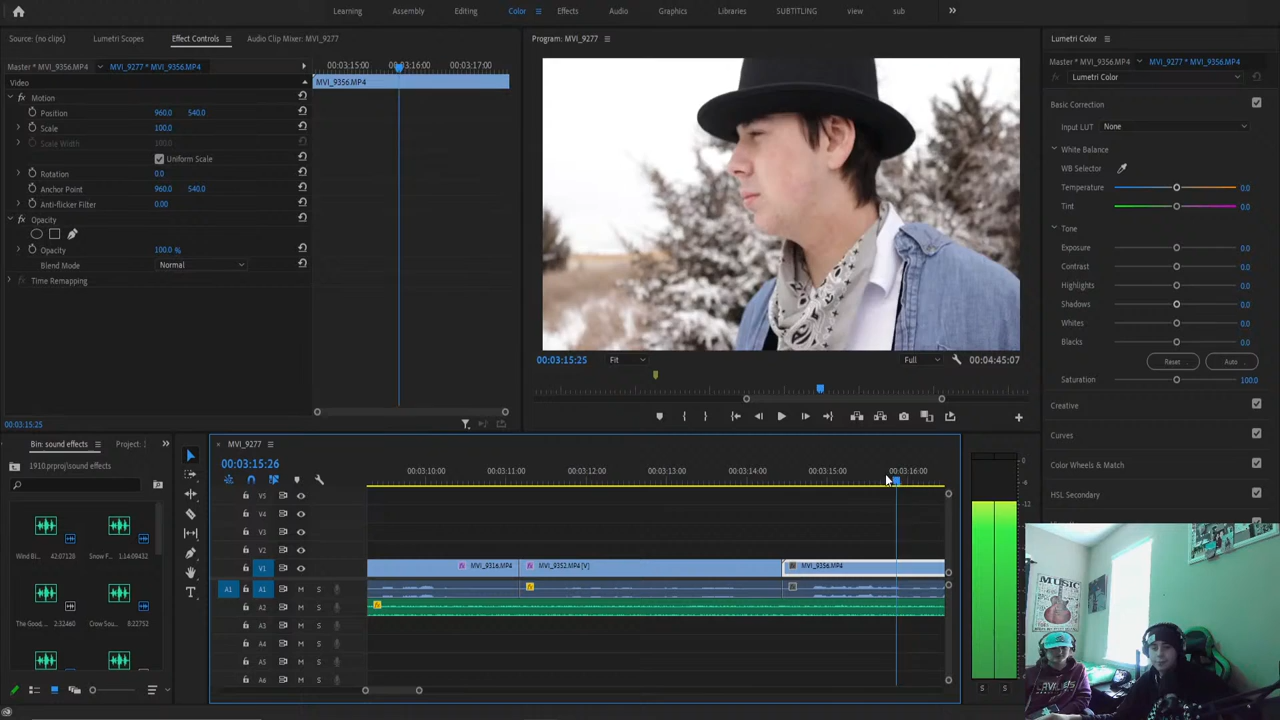 Learning Assembly Editing Color Effects Audio Graphics Libraries SUBTITLING view sub
Source: (no clips) Lumetri Scopes Effect Controls Audio Clip Mixer: MVI_9277
Program: MVI_9277
Lumetri Color
Master * MVI_9356.MP4 MVI_9277 * MVI_9356.MP4
00:03:15:00 00:03:16:00 00:03:17:00
Master * MVI_9356.MP4 MVI_9277 * MVI_9356.MP4
fx Lumetri Color
Video
MVI_9356.MP4
Motion
Position 960.0 540.0
Scale 100.0
Scale Width 100.0
Uniform Scale
Rotation 0.0
Anchor Point 960.0 540.0
Anti-flicker Filter 0.00
Opacity
Opacity 100.0 %
Blend Mode Normal
Time Remapping
00:03:15:25
00:03:15:25 Fit Full 00:04:45:07
Basic Correction
Input LUT None
White Balance
WB Selector
Temperature 0.0
Tint 0.0
Tone
Exposure 0.0
Contrast 0.0
Highlights 0.0
Shadows 0.0
Whites 0.0
Blacks 0.0
Reset Auto
Saturation 100.0
Creative
Curves
Color Wheels & Match
HSL Secondary
Bin: sound effects Project:
1910.prproj\sound effects
Wind Bl... 42.07128 Snow F... 1:14.09432
The Good... 2.32460 Crow Sou... 8.22752
MVI_9277
00:03:15:26
00:03:10:00 00:03:11:00 00:03:12:00 00:03:13:00 00:03:14:00 00:03:15:00 00:03:16:00
V5
V4
V3
V2
V1 V1
MVI_9316.MP4 MVI_9352.MP4 [V] MVI_9356.MP4
A1 A1 M S
A2 M S
A3 M S
A4 M S
A5 M S
A6 M S
0
-6
-12
S S
MUSIC